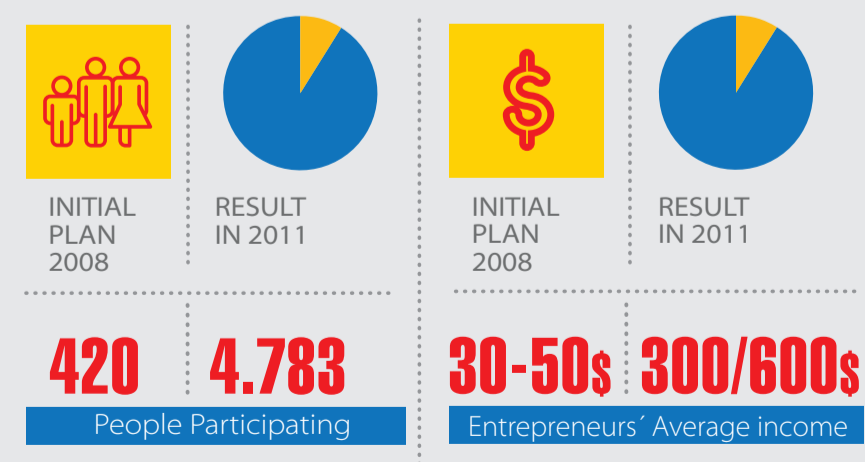 INITIAL
PLAN
2008
RESULT
IN 2011
420
4.783
People Participating
INITIAL
PLAN
2008
RESULT
IN 2011
30-50$
300/600$
Entrepreneurs´ Average income